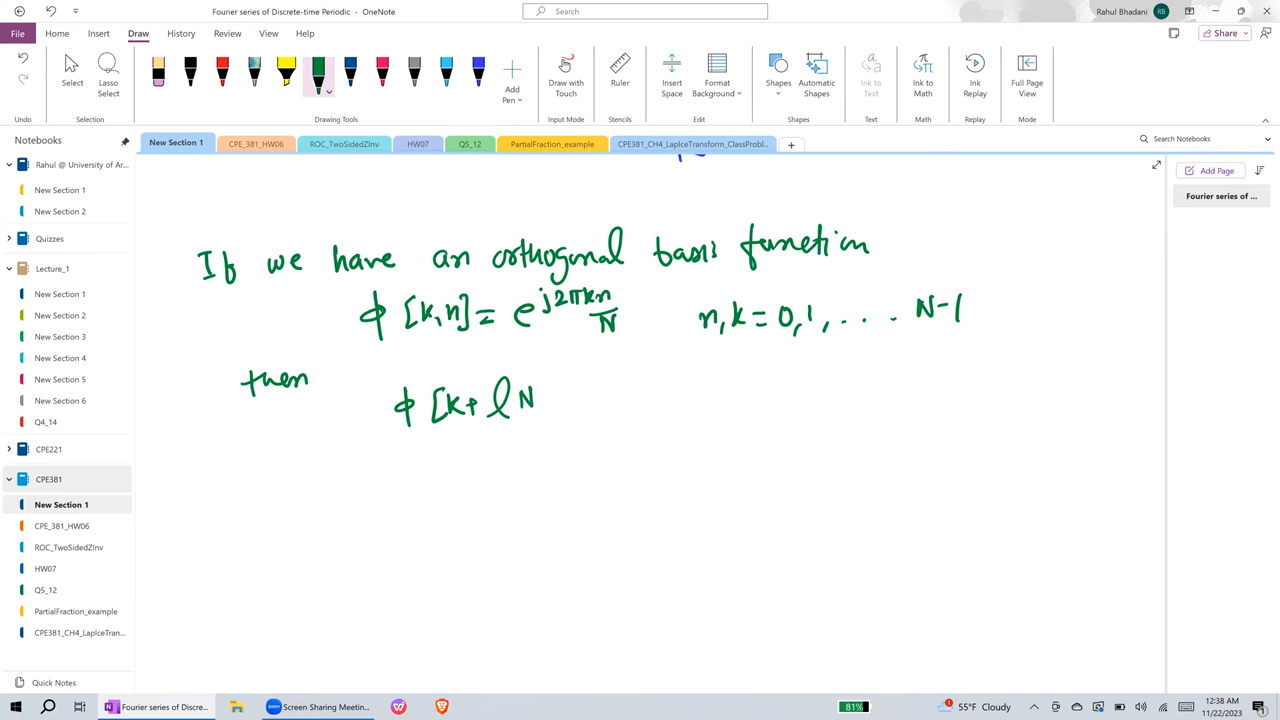 Fourier series of Discrete-time Periodic - OneNote
Search
Rahul Bhadani
RB
File
Home
Insert
Draw
History
Review
View
Help
Share
Undo
Select
Lasso Select
Selection
Add Pen
Drawing Tools
Draw with Touch
Input Mode
Ruler
Stencils
Insert Space
Format Background
Edit
Shapes
Automatic Shapes
Shapes
Ink to Text
Text
Ink to Math
Math
Ink Replay
Replay
Full Page View
Mode
Notebooks
New Section 1
CPE_381_HW06
ROC_TwoSidedZInv
HW07
Q5_12
PartialFraction_example
CPE381_CH4_LaplceTransform_ClassProbl...
+
Search Notebooks
Rahul @ University of Ar...
New Section 1
New Section 2
Quizzes
Lecture_1
New Section 1
New Section 2
New Section 3
New Section 4
New Section 5
New Section 6
Q4_14
CPE221
CPE381
New Section 1
CPE_381_HW06
ROC_TwoSidedZInv
HW07
Q5_12
PartialFraction_example
CPE381_CH4_LaplceTran...
Quick Notes
Add Page
Fourier series of ...
If we have an orthogonal basis function
ϕ [k,n] = e^{j2πkn/N} n,k = 0,1, .... N-1
then
ϕ [k+ℓN
Fourier series of Discre...
Screen Sharing Meetin...
81%
55°F Cloudy
12:38 AM
11/22/2023